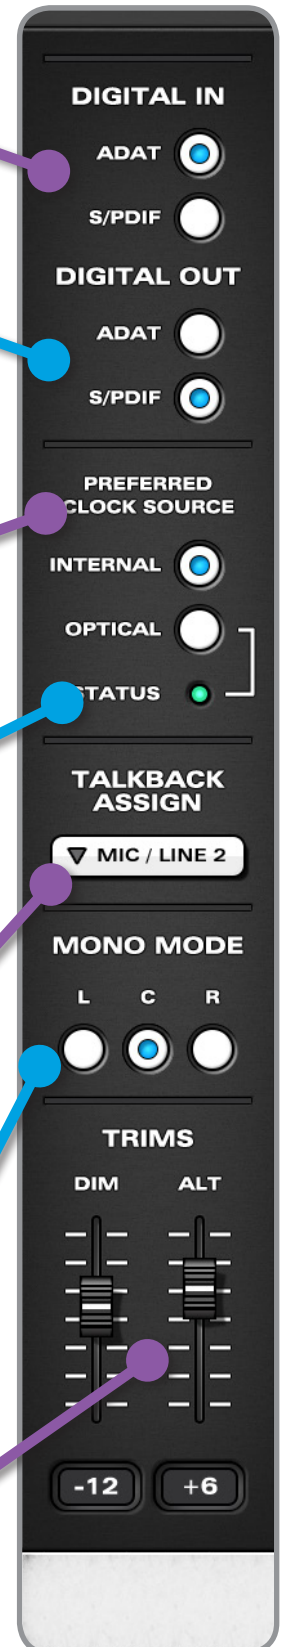 DIGITAL IN
ADAT
S/PDIF
DIGITAL OUT
ADAT
S/PDIF
PREFERRED
CLOCK SOURCE
INTERNAL
OPTICAL
STATUS
TALKBACK
ASSIGN
MIC / LINE 2
MONO MODE
L C R
TRIMS
DIM ALT
-12 +6